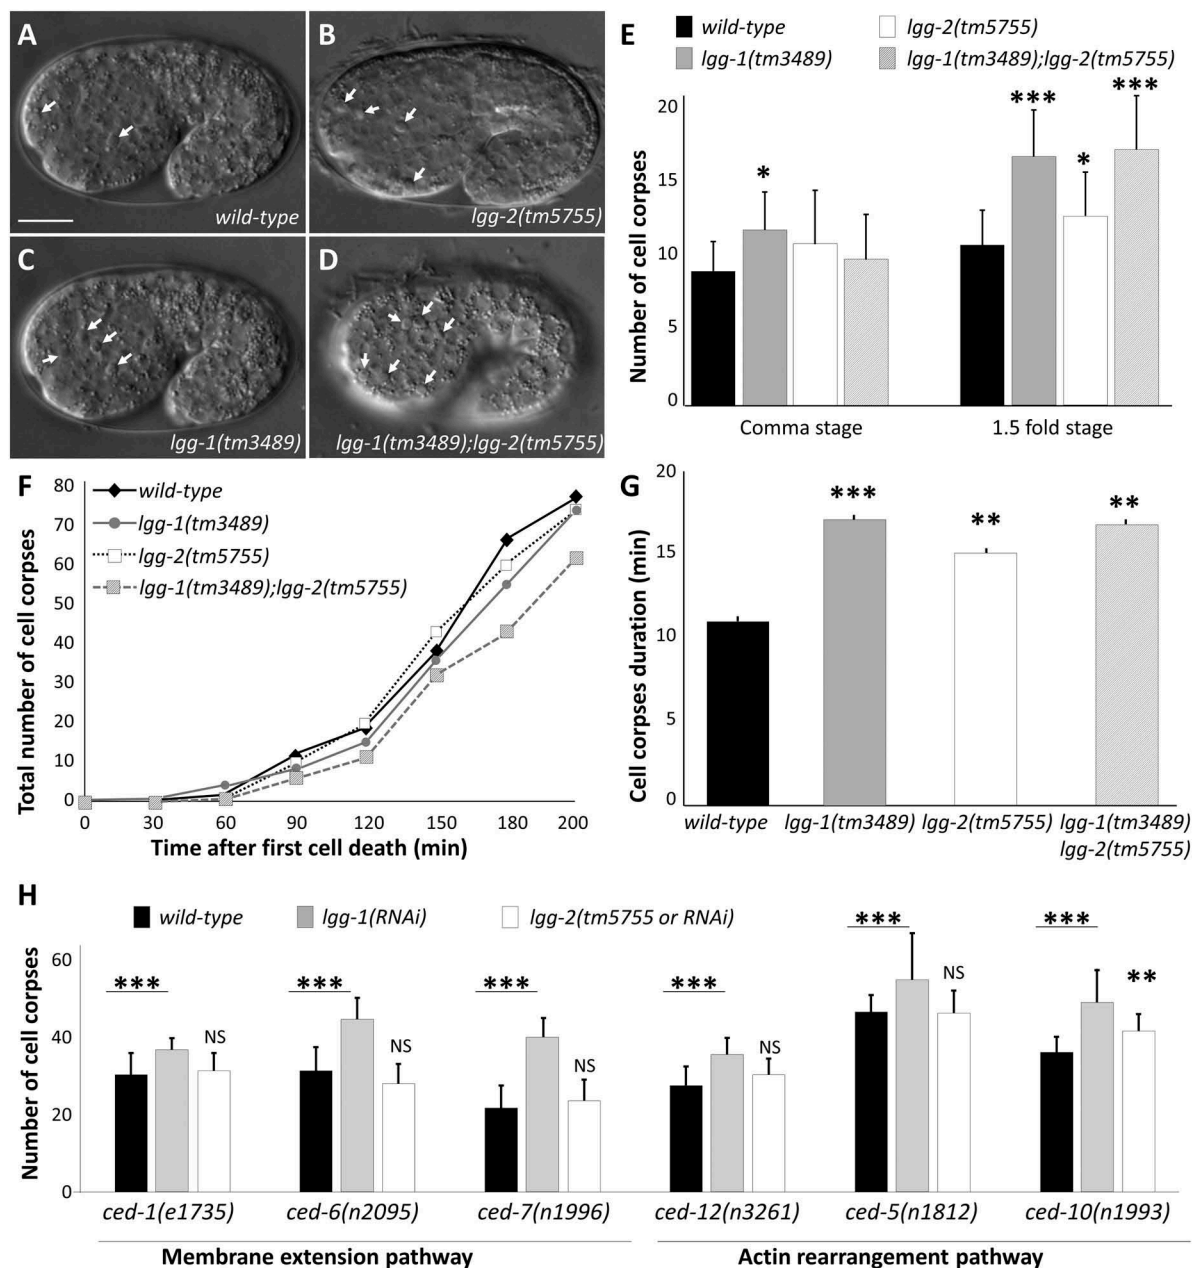 A
wild-type
B
lgg-2(tm5755)
C
lgg-1(tm3489)
D
lgg-1(tm3489);lgg-2(tm5755)
E
wild-type
lgg-2(tm5755)
lgg-1(tm3489)
lgg-1(tm3489);lgg-2(tm5755)
Number of cell corpses
20
15
10
5
0
*
***
*
***
Comma stage
1.5 fold stage
F
wild-type
lgg-1(tm3489)
lgg-2(tm5755)
lgg-1(tm3489);lgg-2(tm5755)
Total number of cell corpses
80
70
60
50
40
30
20
10
0
0 30 60 90 120 150 180 200
Time after first cell death (min)
G
Cell corpses duration (min)
20
15
10
5
0
***
**
**
wild-type
lgg-1(tm3489)
lgg-2(tm5755)
lgg-1(tm3489)
lgg-2(tm5755)
H
wild-type
lgg-1(RNAi)
lgg-2(tm5755 or RNAi)
Number of cell corpses
60
40
20
0
***
NS
***
NS
***
NS
***
NS
***
NS
***
**
ced-1(e1735)
ced-6(n2095)
ced-7(n1996)
ced-12(n3261)
ced-5(n1812)
ced-10(n1993)
Membrane extension pathway
Actin rearrangement pathway